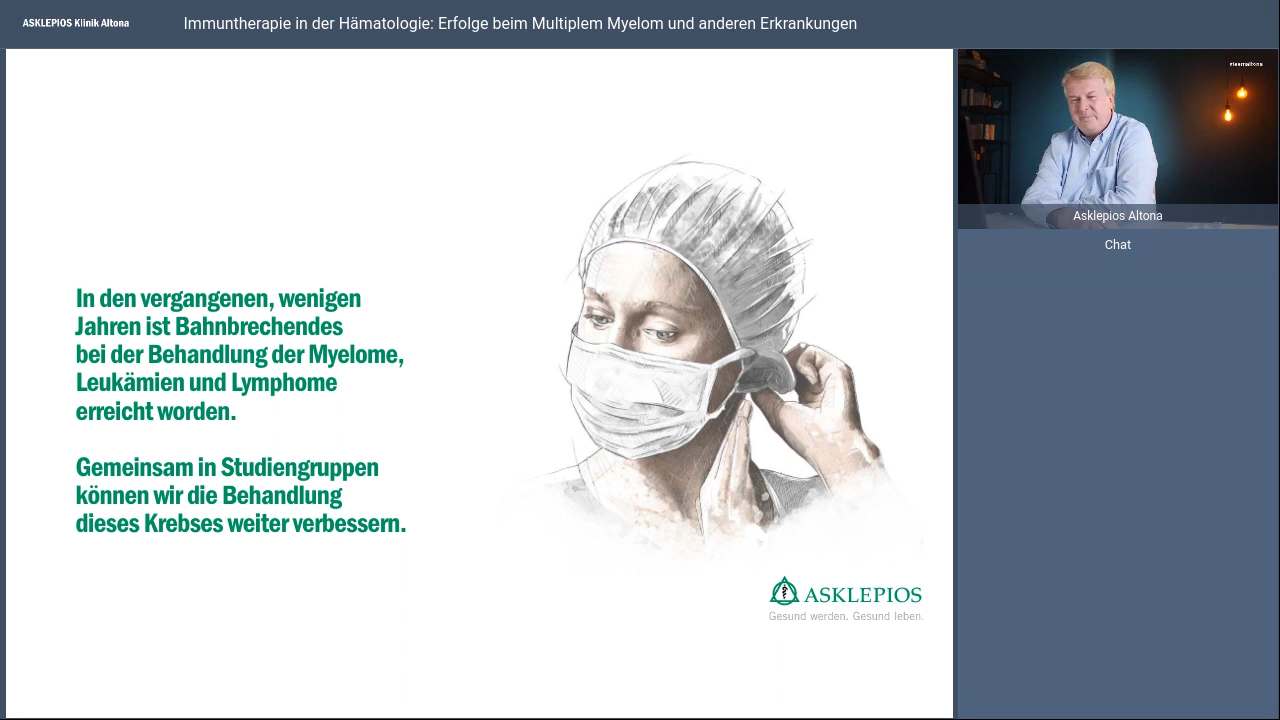 ASKLEPIOS Klinik Altona
Immuntherapie in der Hämatologie: Erfolge beim Multiplem Myelom und anderen Erkrankungen
In den vergangenen, wenigen
Jahren ist Bahnbrechendes
bei der Behandlung der Myelome,
Leukämien und Lymphome
erreicht worden.
Gemeinsam in Studiengruppen
können wir die Behandlung
dieses Krebses weiter verbessern.
ASKLEPIOS
Gesund werden. Gesund leben.
#teamaltona
Asklepios Altona
Chat